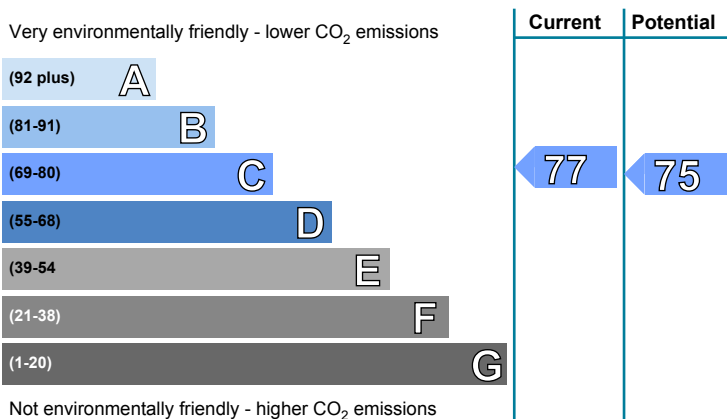 Very environmentally friendly - lower CO2 emissions
Current
Potential
(92 plus) A
(81-91) B
(69-80) C
77
75
(55-68) D
(39-54 E
(21-38) F
(1-20) G
Not environmentally friendly - higher CO2 emissions